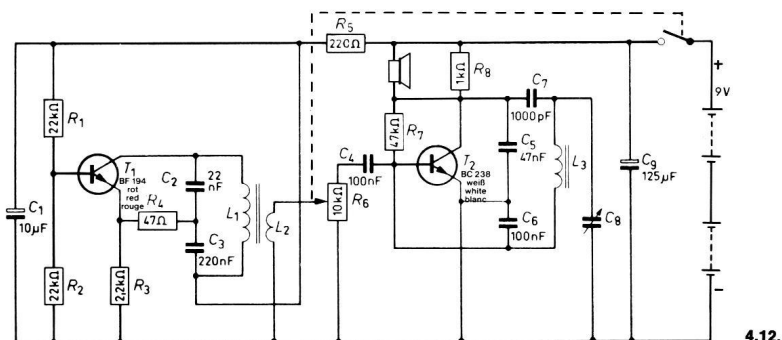 R5
220Ω
22kΩ
R1
T1
BF 194
rot
red
rouge
C1
10µF
22kΩ
R2
2,2kΩ
R3
R4
47Ω
C2
22
nF
C3
220nF
L1
L2
10kΩ
R6
C4
100nF
47kΩ
R7
1kΩ
R8
T2
BC 238
weiß
white
blanc
C5
47nF
C6
100nF
C7
1000pF
L3
C8
C9
125µF
+
9V
−
4.12.